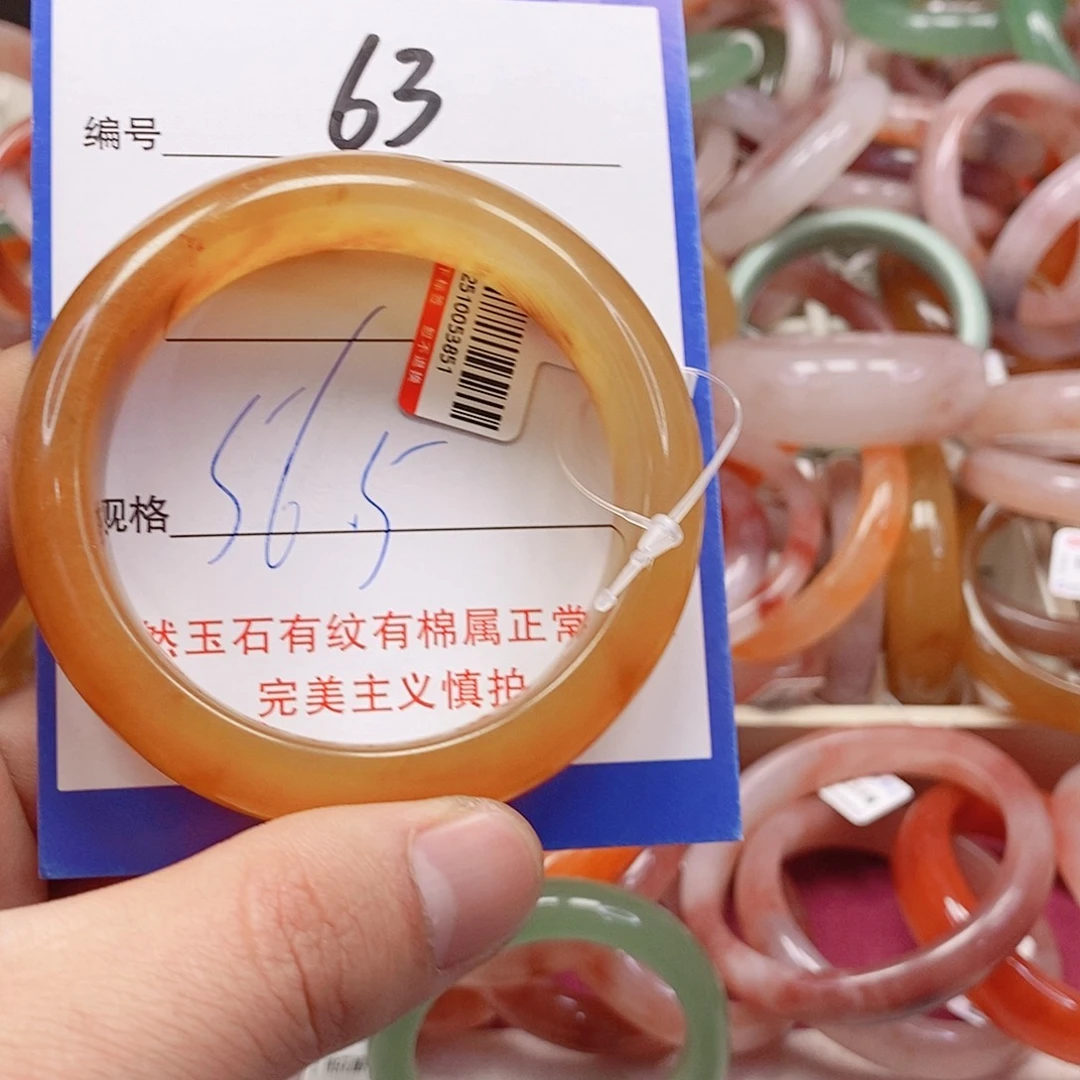 编号 63
2510053851
规格 56.5
然玉石有纹有棉属正常
完美主义慎拍